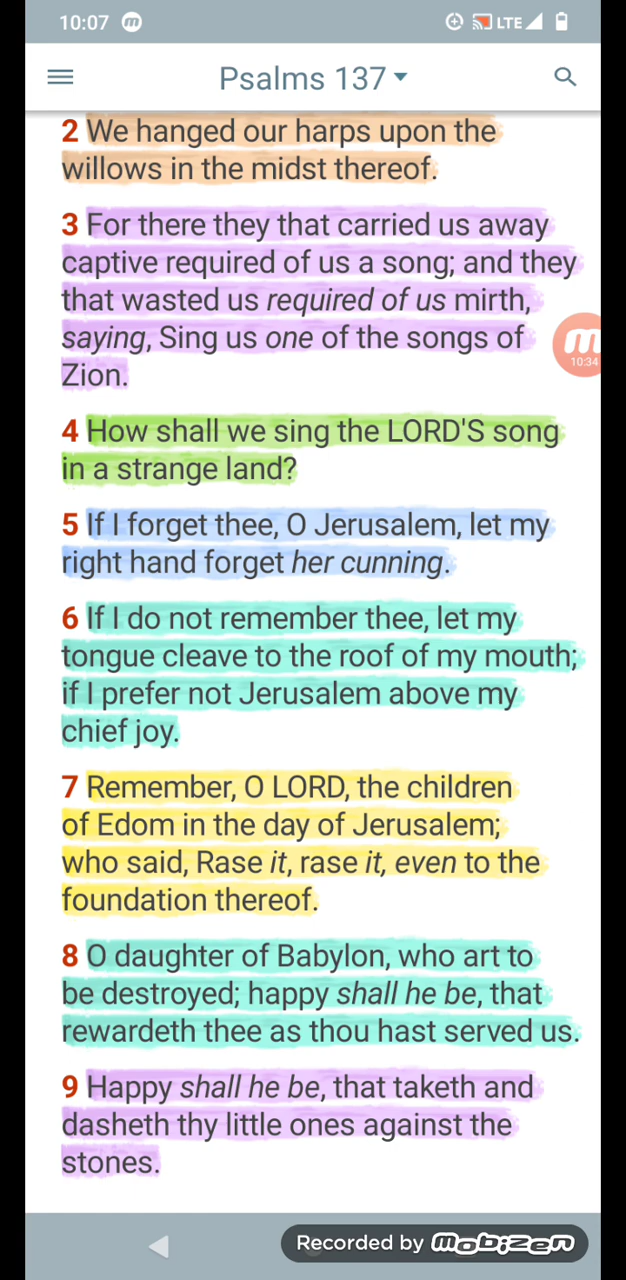 10:07
LTE
Psalms 137
2 We hanged our harps upon the
willows in the midst thereof.
3 For there they that carried us away
captive required of us a song; and they
that wasted us required of us mirth,
saying, Sing us one of the songs of
Zion.
10:34
4 How shall we sing the LORD'S song
in a strange land?
5 If I forget thee, O Jerusalem, let my
right hand forget her cunning.
6 If I do not remember thee, let my
tongue cleave to the roof of my mouth;
if I prefer not Jerusalem above my
chief joy.
7 Remember, O LORD, the children
of Edom in the day of Jerusalem;
who said, Rase it, rase it, even to the
foundation thereof.
8 O daughter of Babylon, who art to
be destroyed; happy shall he be, that
rewardeth thee as thou hast served us.
9 Happy shall he be, that taketh and
dasheth thy little ones against the
stones.
Recorded by mobizen